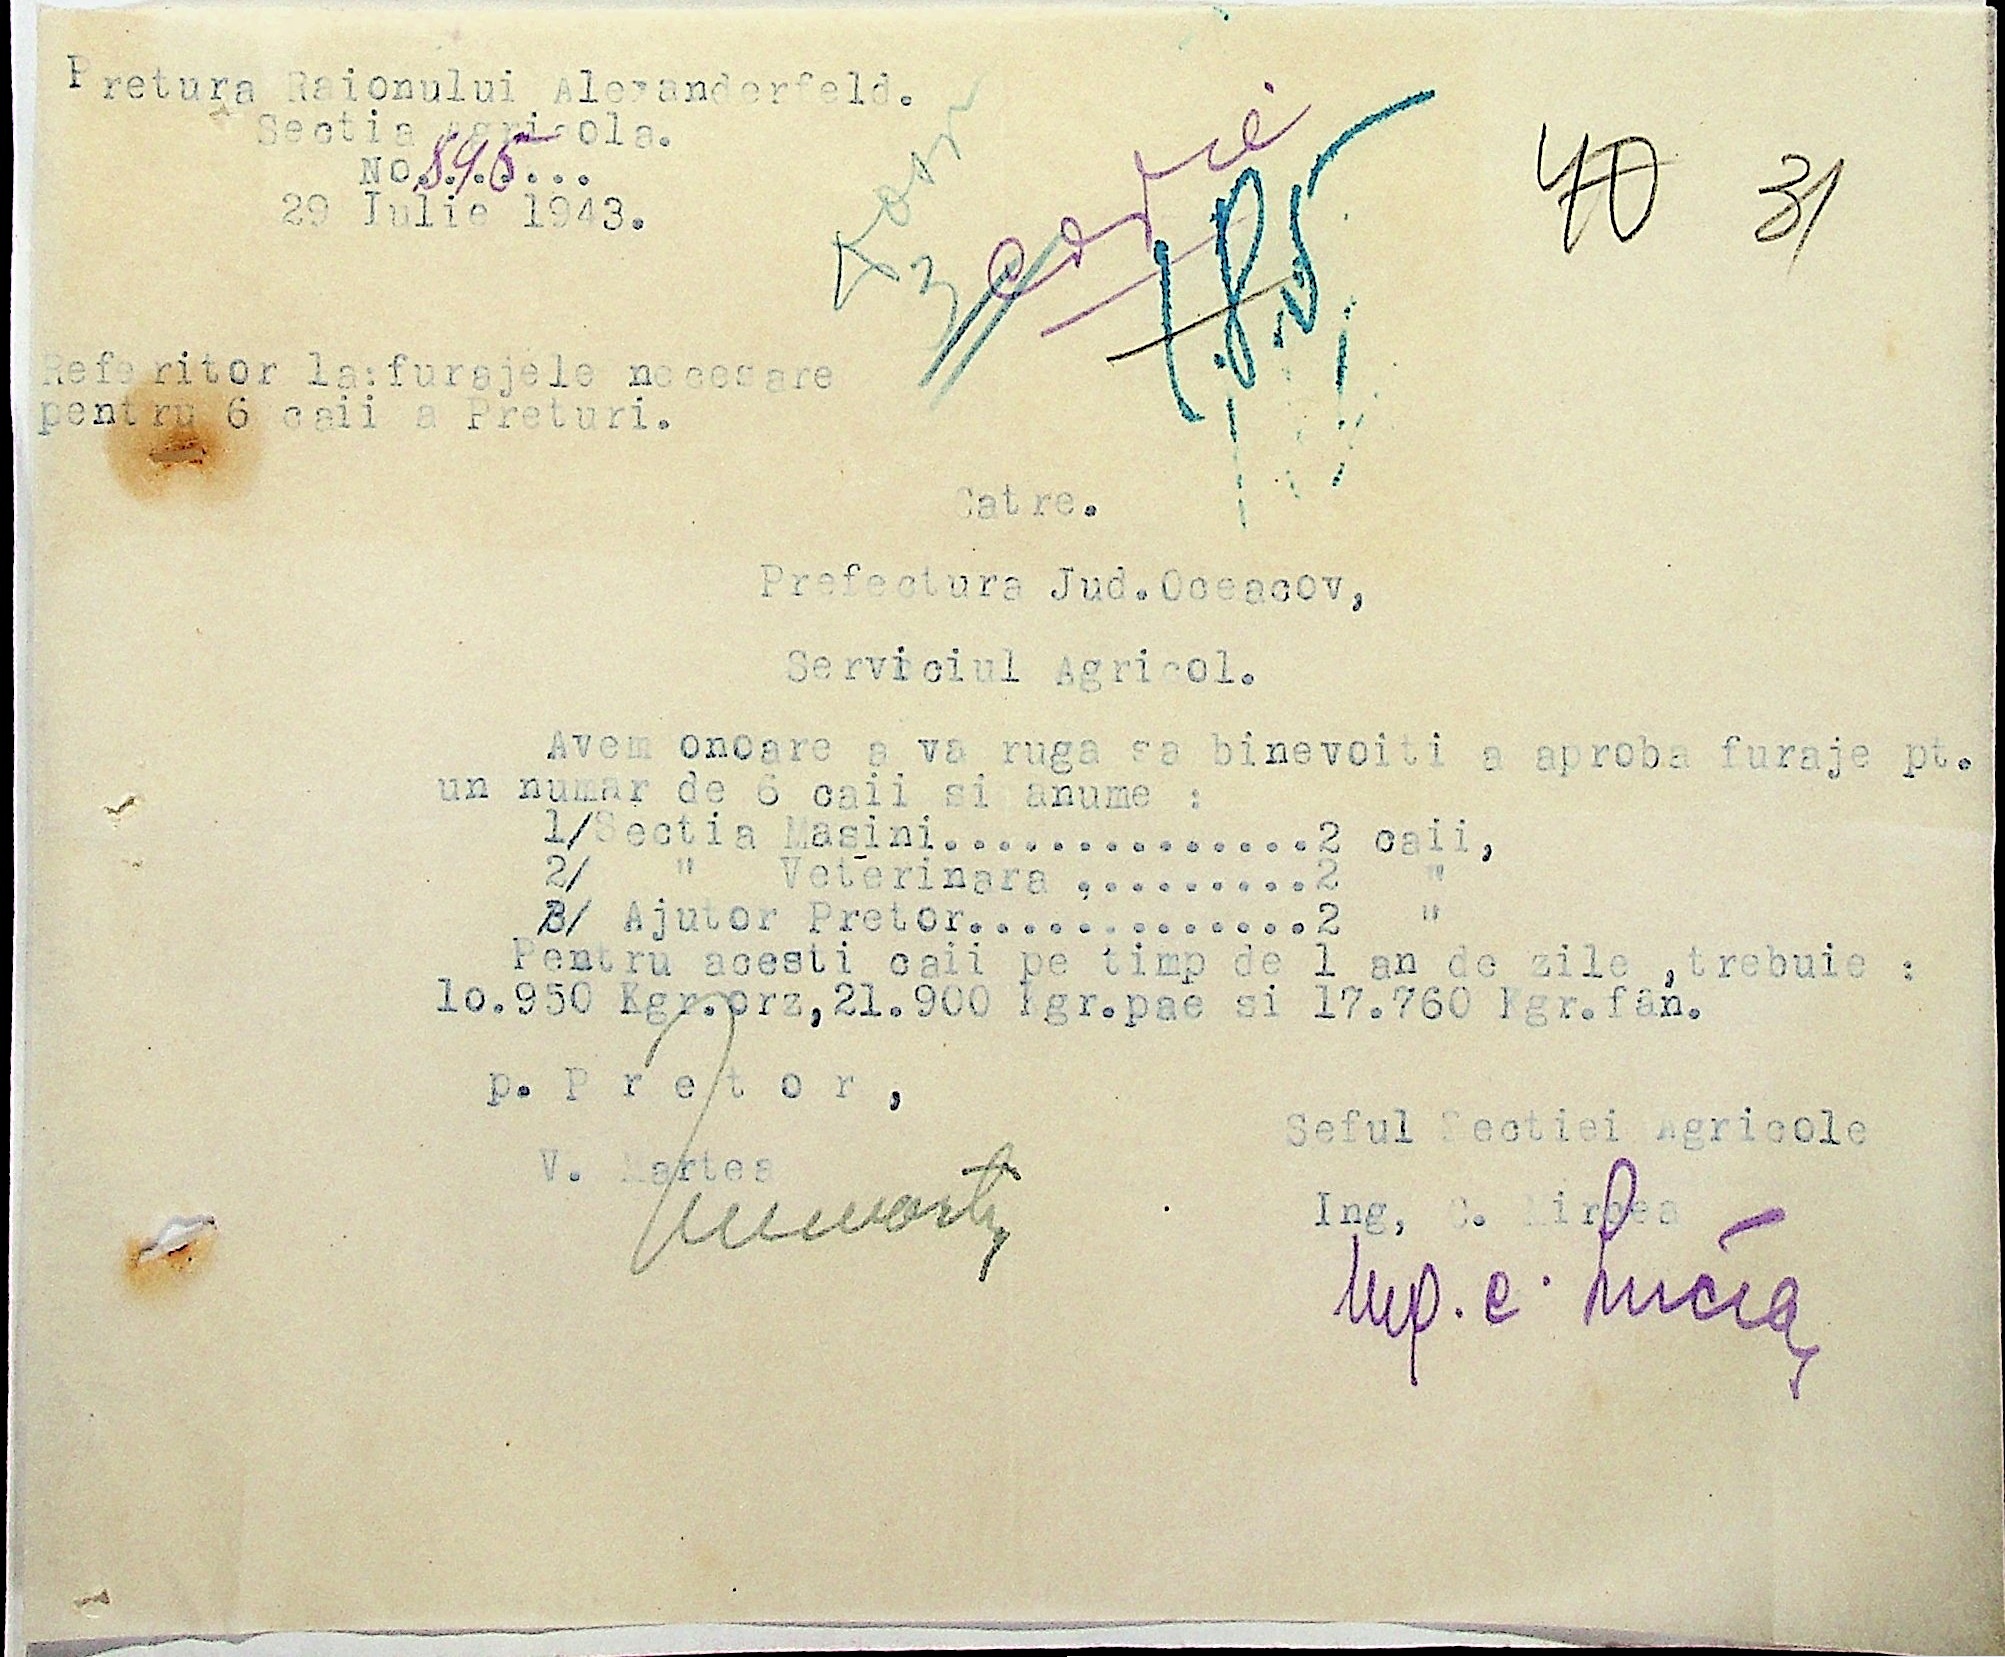 Pretura Raionului Alexanderfeld.
Sectia Agricola.
No.895...
29 Iulie 1943.
40 31
Referitor la:furajele necesare
pentru 6 caii a Preturi.
Catre.
Prefectura Jud.Oceacov,
Serviciul Agricol.
Avem onoare a va ruga sa binevoiti a aproba furaje pt.
un numar de 6 caii si anume :
1/Sectia Masini..............2 caii,
2/ " Veterinara .........2 "
3/ Ajutor Pretor.............2 "
Pentru acesti caii pe timp de 1 an de zile ,trebuie :
lo.950 Kgr.orz,21.900 Kgr.pae si 17.760 Kgr.fân.
p. P r e t o r ,
Seful Sectiei Agricole
V. Martea
Ing, C. Mircea